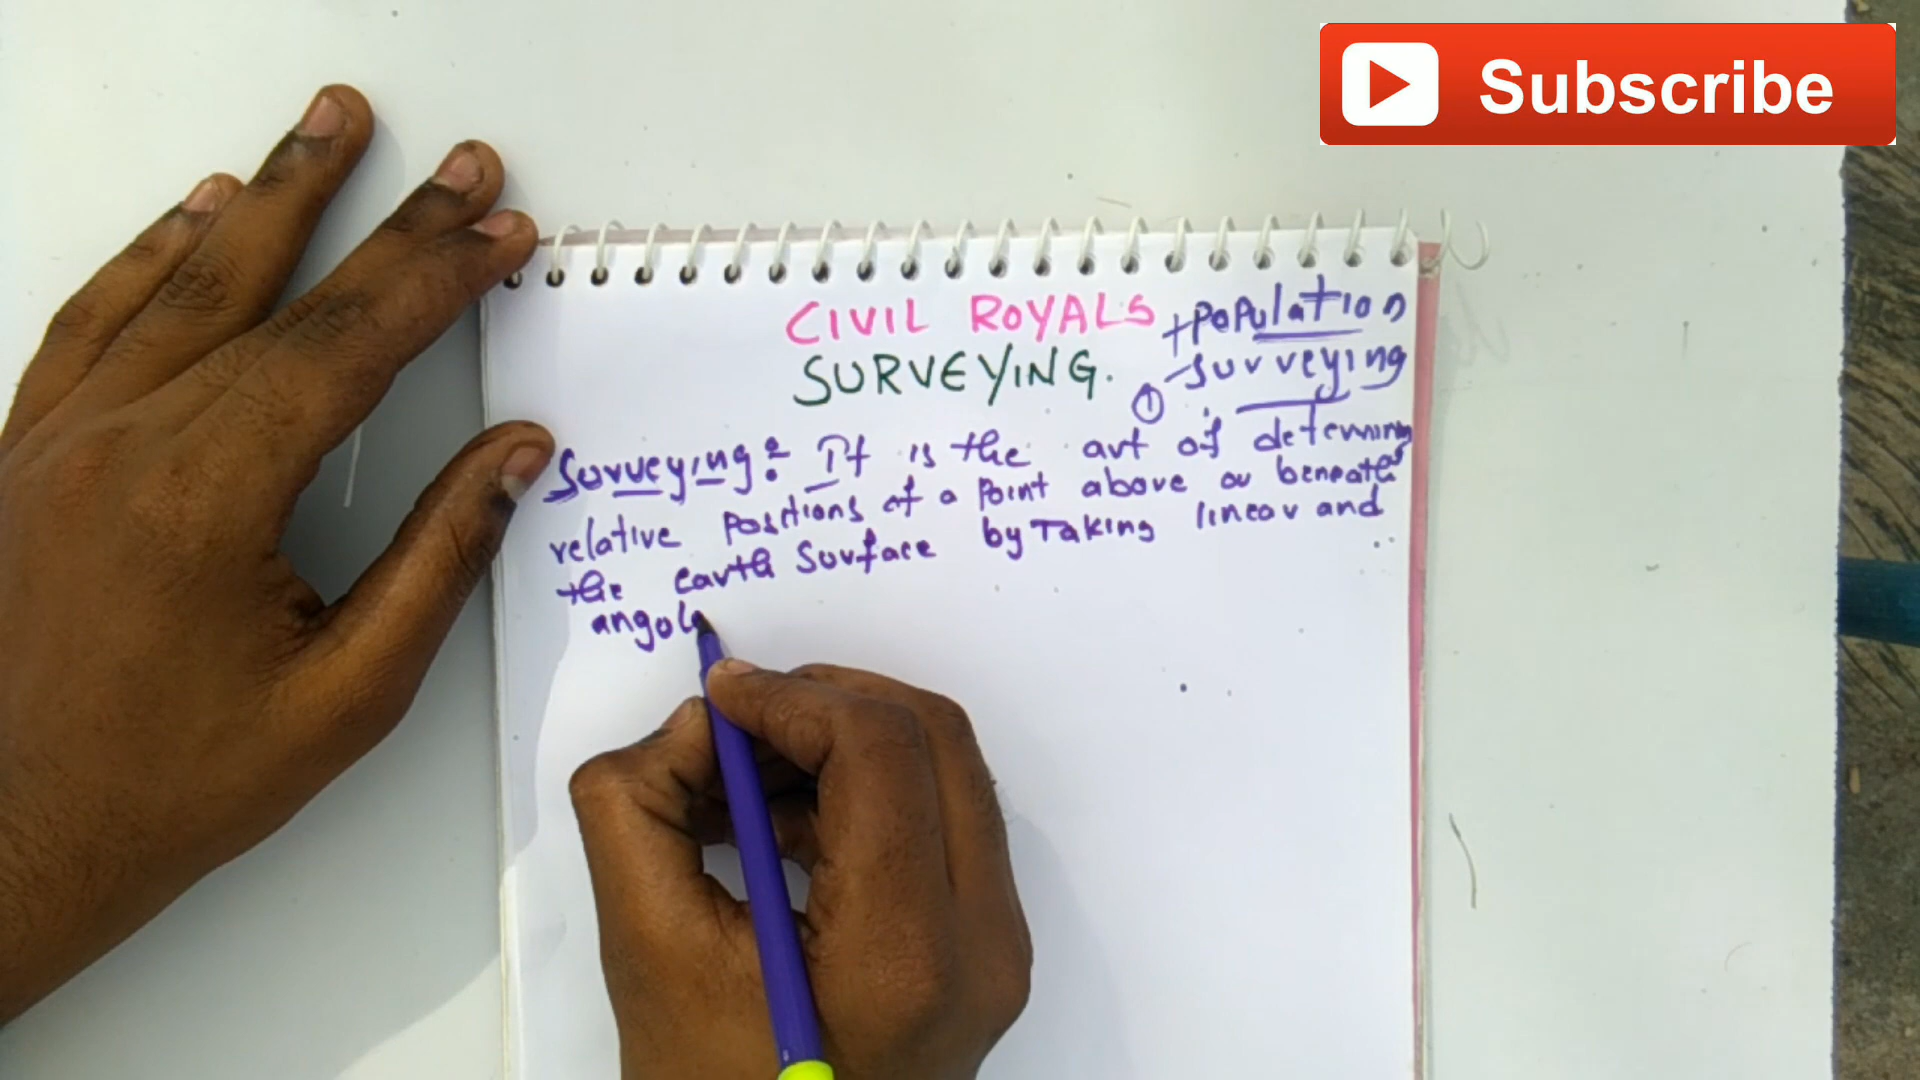 Subscribe
CIVIL ROYALS
SURVEYING.
+population
-surveying
①
Surveying: It is the art of determining
relative positions of a point above or beneath
the earth surface by Taking linear and
angul